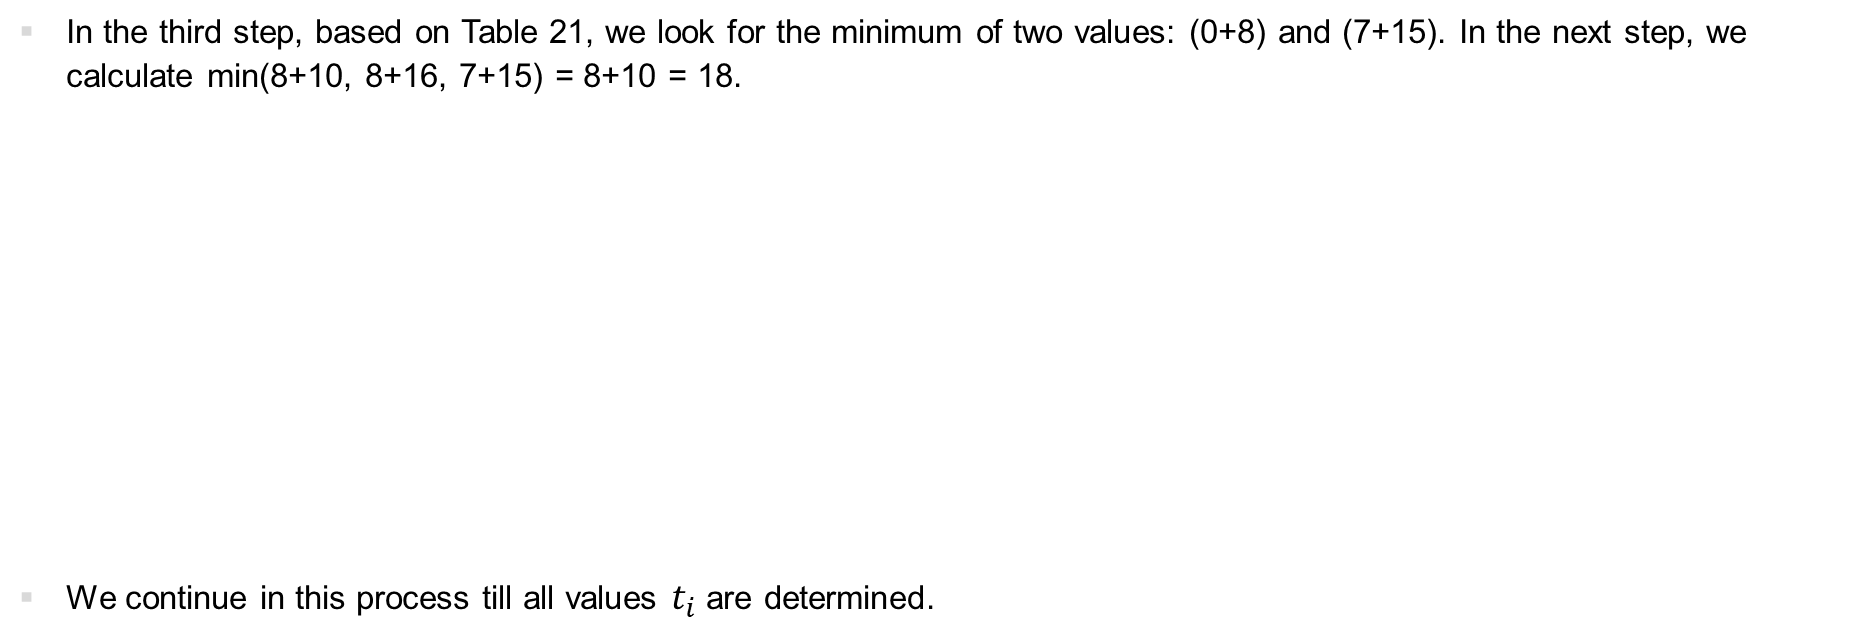 In the third step, based on Table 21, we look for the minimum of two values: (0+8) and (7+15). In the next step, we
calculate min(8+10, 8+16, 7+15) = 8+10 = 18.
We continue in this process till all values tᵢ are determined.